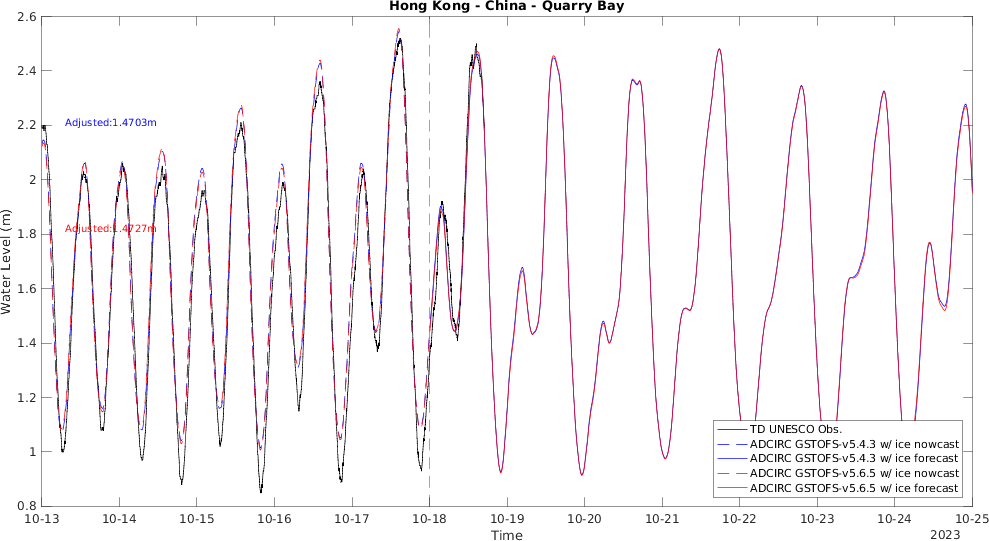 Hong Kong - China - Quarry Bay
2.6
2.4
2.2
2
1.8
1.6
1.4
1.2
1
0.8
Water Level (m)
Adjusted:1.4703m
Adjusted:1.4727m
TD UNESCO Obs.
ADCIRC GSTOFS-v5.4.3 w/ ice nowcast
ADCIRC GSTOFS-v5.4.3 w/ ice forecast
ADCIRC GSTOFS-v5.6.5 w/ ice nowcast
ADCIRC GSTOFS-v5.6.5 w/ ice forecast
10-13 10-14 10-15 10-16 10-17 10-18 10-19 10-20 10-21 10-22 10-23 10-24 10-25
Time
2023